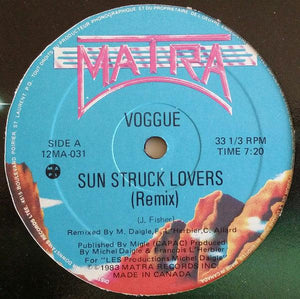 MATRA
VOGGUE
SIDE A
12MA-031
33 1/3 RPM
TIME 7:20
SUN STRUCK LOVERS
(Remix)
(J. Fisher)
Remixed By M. Daigle, F. L'Herbier, C. Allard
Published By Migle (CAPAC) Produced
By Michel Daigle & Francois L'Herbier
For "LES Productions Michel Daigle
© 1983 MATRA RECORDS INC.
MADE IN CANADA